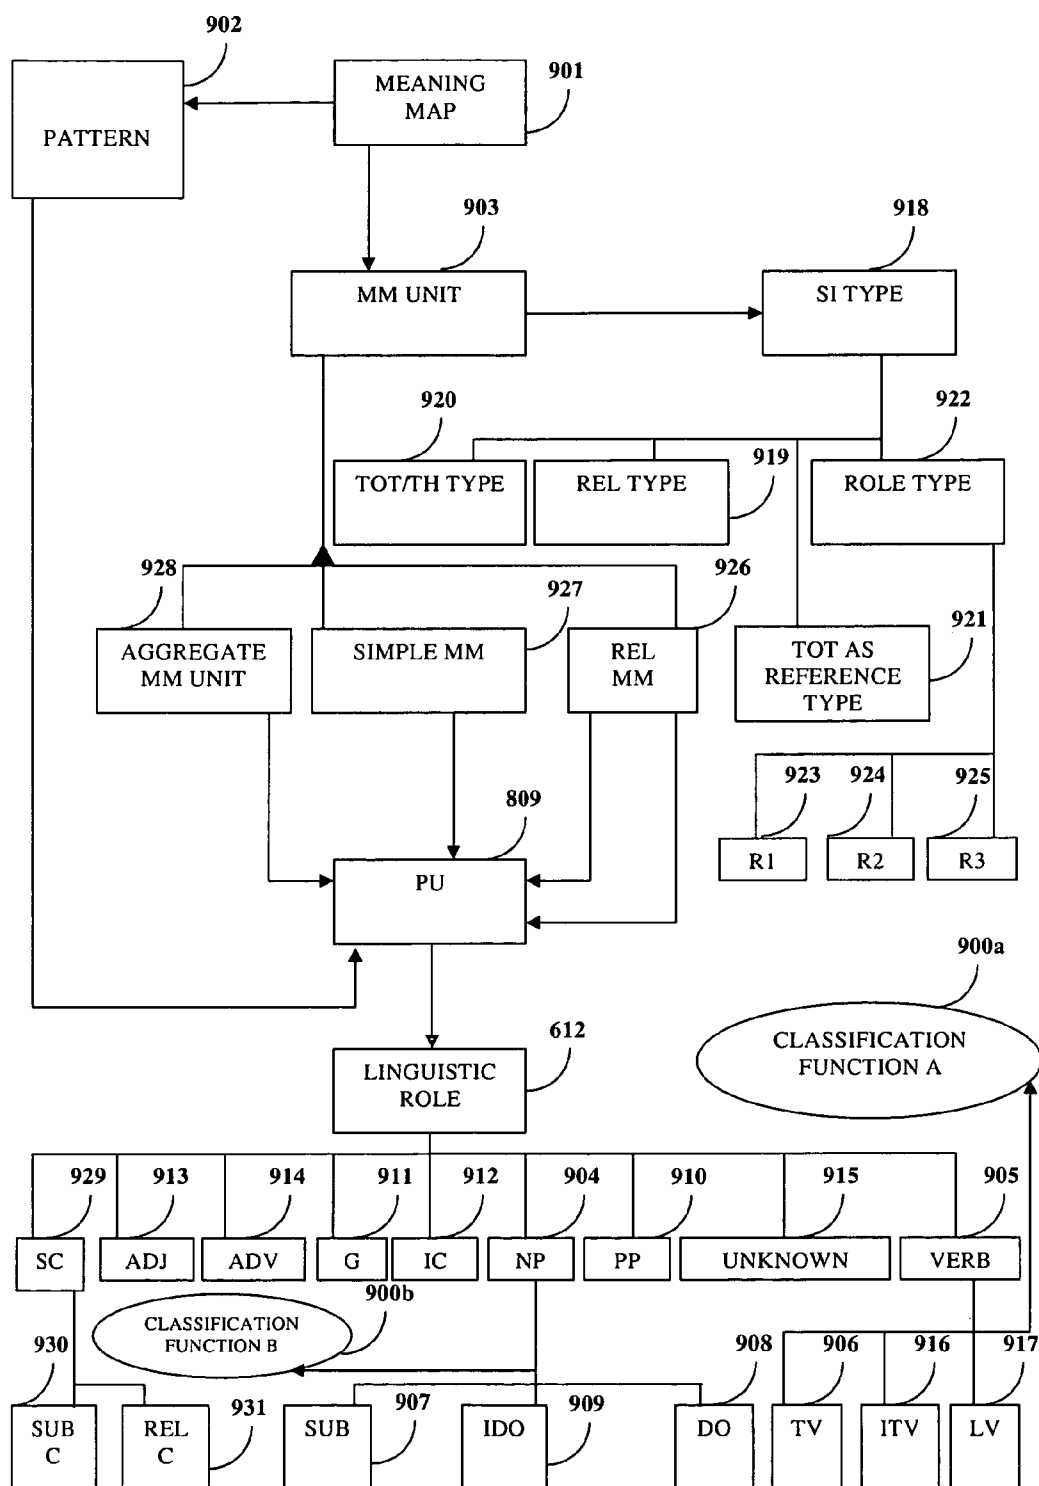 902
901
MEANING
MAP
PATTERN
903
918
MM UNIT
SI TYPE
920
922
TOT/TH TYPE
REL TYPE
919
ROLE TYPE
928
927
926
921
AGGREGATE
MM UNIT
SIMPLE MM
REL
MM
TOT AS
REFERENCE
TYPE
923
924
925
809
R1
R2
R3
PU
900a
612
CLASSIFICATION
FUNCTION A
LINGUISTIC
ROLE
929
913
914
911
912
904
910
915
905
SC
ADJ
ADV
G
IC
NP
PP
UNKNOWN
VERB
900b
CLASSIFICATION
FUNCTION B
930
908
906
916
917
931
907
909
SUB
C
REL
C
SUB
IDO
DO
TV
ITV
LV